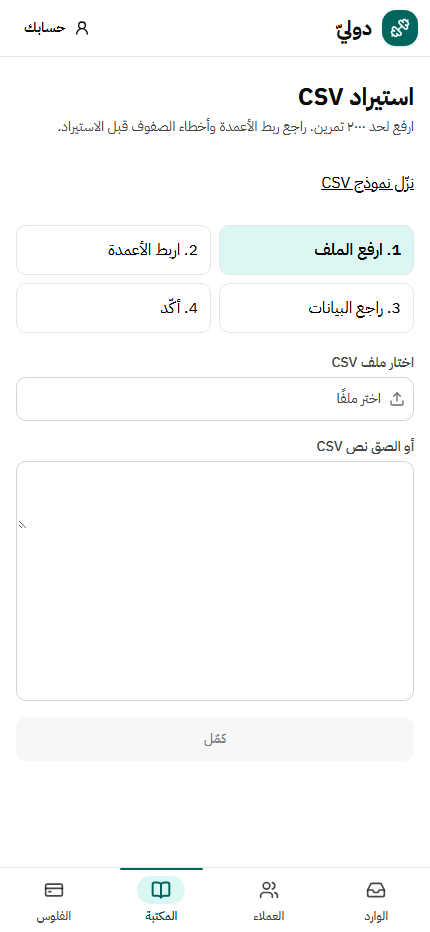 دوليّ
حسابك
استيراد CSV
ارفع لحد ٢٠٠٠ تمرين. راجع ربط الأعمدة وأخطاء الصفوف قبل الاستيراد.
نزّل نموذج CSV
1. ارفع الملف
2. اربط الأعمدة
3. راجع البيانات
4. أكّد
اختار ملف CSV
اختر ملفًا
أو الصق نص CSV
كمّل
الوارد
العملاء
المكتبة
الفلوس